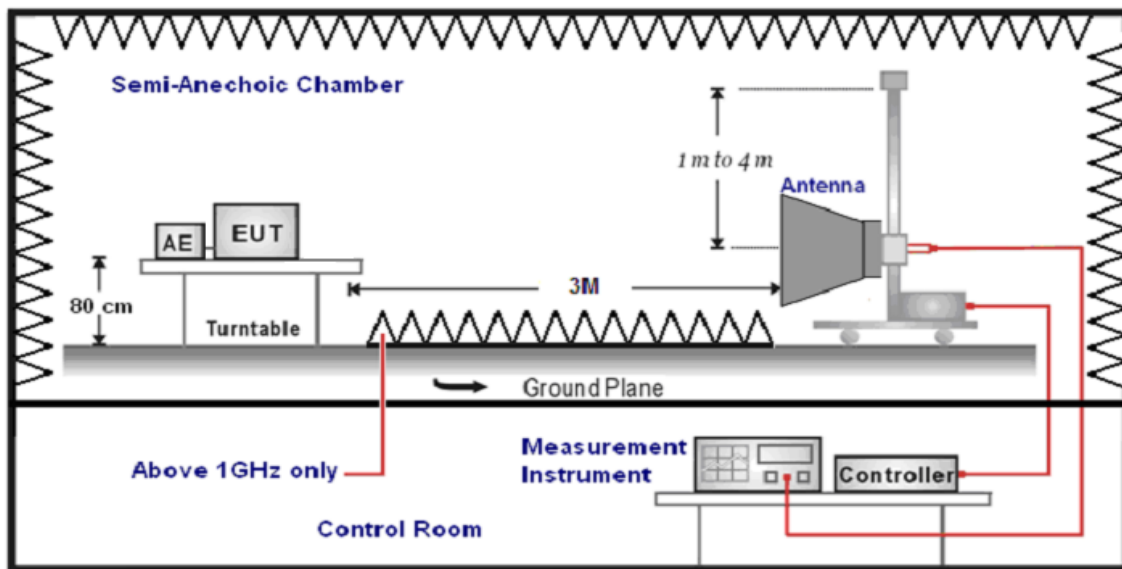 Semi-Anechoic Chamber
1 m to 4 m
Antenna
AE
EUT
80 cm
3M
Turntable
Ground Plane
Above 1GHz only
Measurement
Instrument
Controller
Control Room